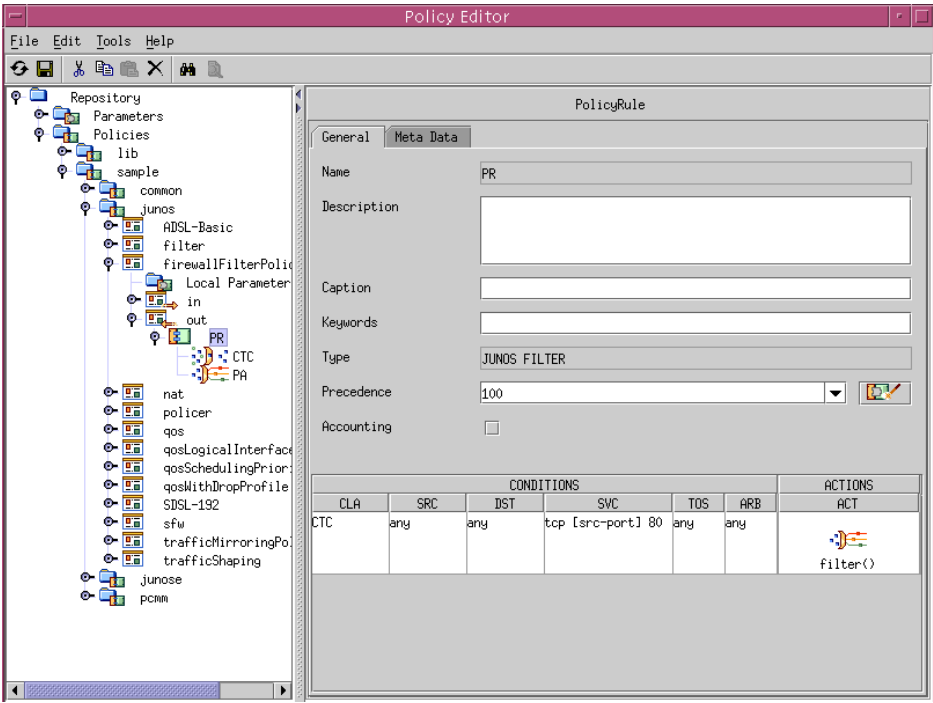 Policy Editor
File Edit Tools Help
Repository
Parameters
Policies
lib
sample
common
junos
ADSL-Basic
filter
firewallFilterPolic
Local Parameter
in
out
PR
CTC
PA
nat
policer
qos
qosLogicalInterface
qosSchedulingPriori
qosWithDropProfile
SDSL-192
sfw
trafficMirroringPol
trafficShaping
junose
pcmm
PolicyRule
General Meta Data
Name PR
Description
Caption
Keywords
Type JUNOS FILTER
Precedence 100
Accounting
CONDITIONS ACTIONS
CLA SRC DST SVC TOS ARB ACT
CTC any any tcp [src-port] 80 any any
filter()